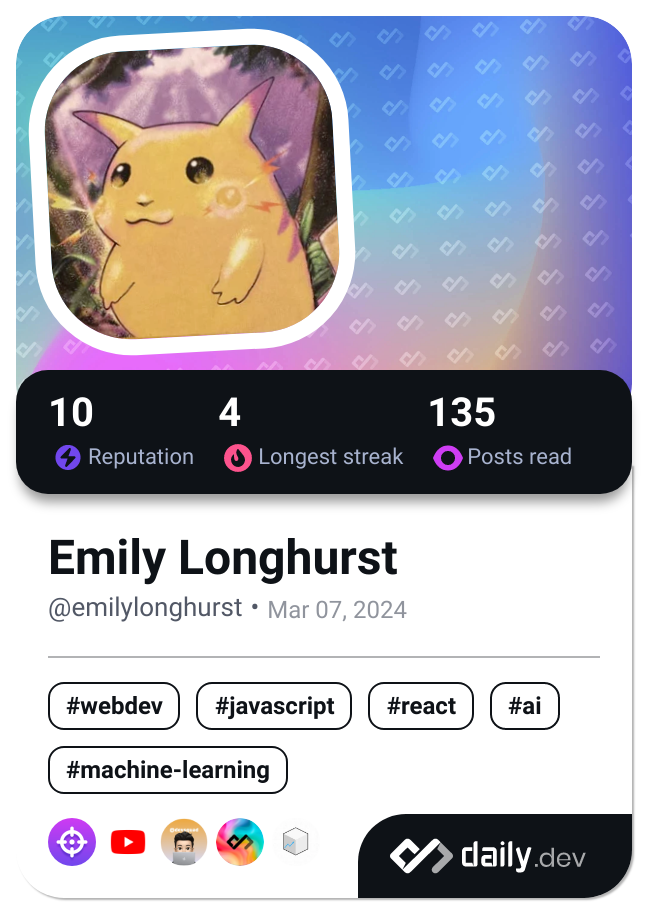 10 4 135
Reputation Longest streak Posts read
Emily Longhurst
@emilylonghurst • Mar 07, 2024
#webdev #javascript #react #ai
#machine-learning
daily.dev